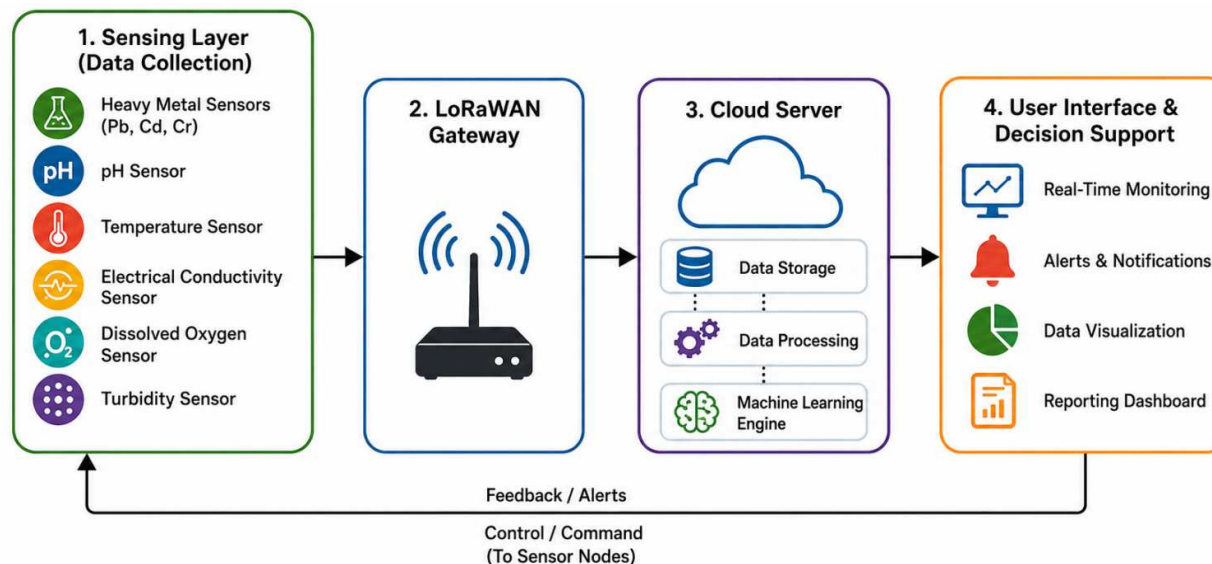 1. Sensing Layer
(Data Collection)
Heavy Metal Sensors
(Pb, Cd, Cr)
pH
pH Sensor
Temperature Sensor
Electrical Conductivity
Sensor
O2
Dissolved Oxygen
Sensor
Turbidity Sensor
2. LoRaWAN
Gateway
3. Cloud Server
Data Storage
Data Processing
Machine Learning
Engine
4. User Interface &
Decision Support
Real-Time Monitoring
Alerts & Notifications
Data Visualization
Reporting Dashboard
Feedback / Alerts
Control / Command
(To Sensor Nodes)